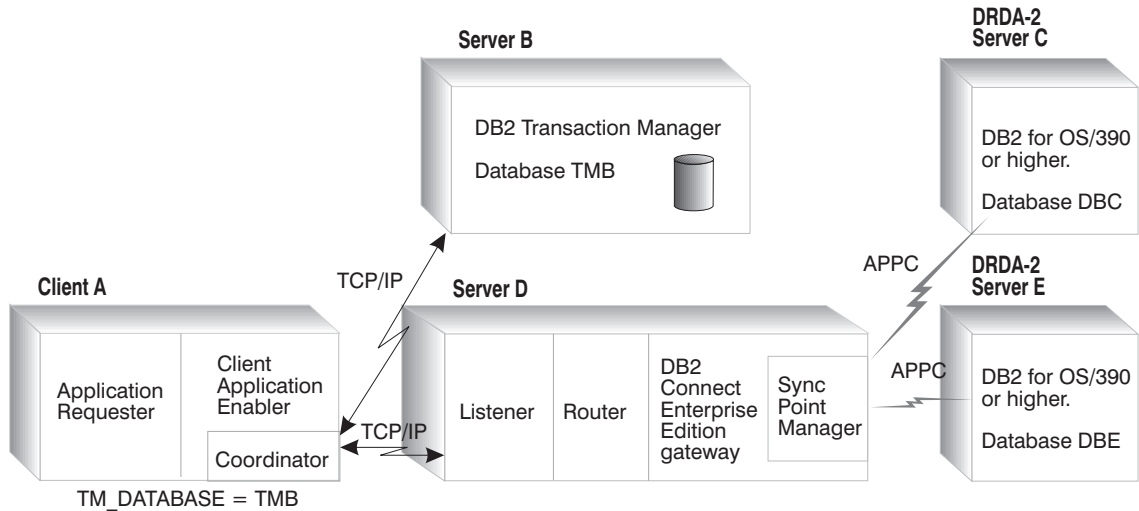 Server B
DB2 Transaction Manager
Database TMB
DRDA-2
Server C
DB2 for OS/390
or higher.
Database DBC
TCP/IP
APPC
Client A
Application
Requester
Client
Application
Enabler
Coordinator
TM_DATABASE = TMB
TCP/IP
Server D
Listener
Router
DB2
Connect
Enterprise
Edition
gateway
Sync
Point
Manager
APPC
DRDA-2
Server E
DB2 for OS/390
or higher.
Database DBE